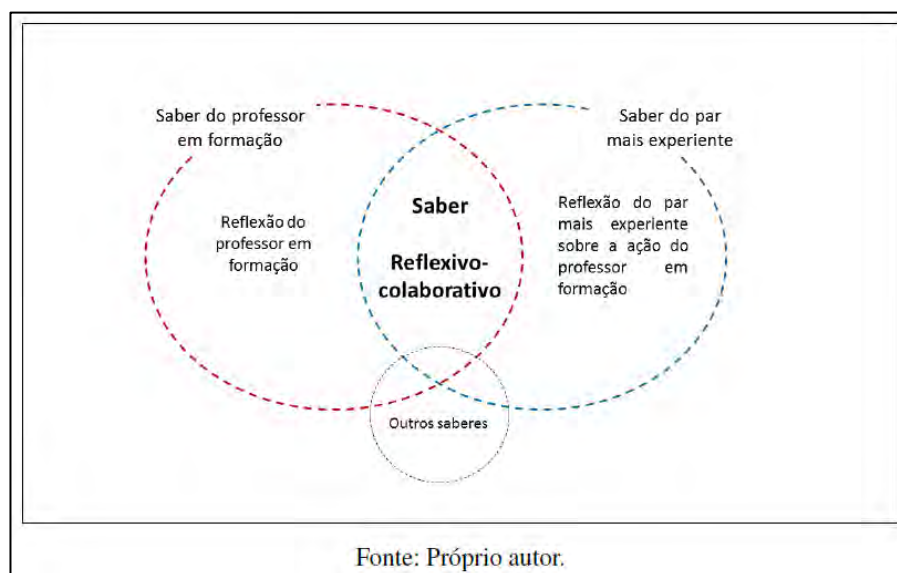 Saber do professor
em formação
Saber do par
mais experiente
Reflexão do
professor em
formação
Saber
Reflexivo-
colaborativo
Reflexão do par
mais experiente
sobre a ação do
professor em
formação
Outros saberes
Fonte: Próprio autor.